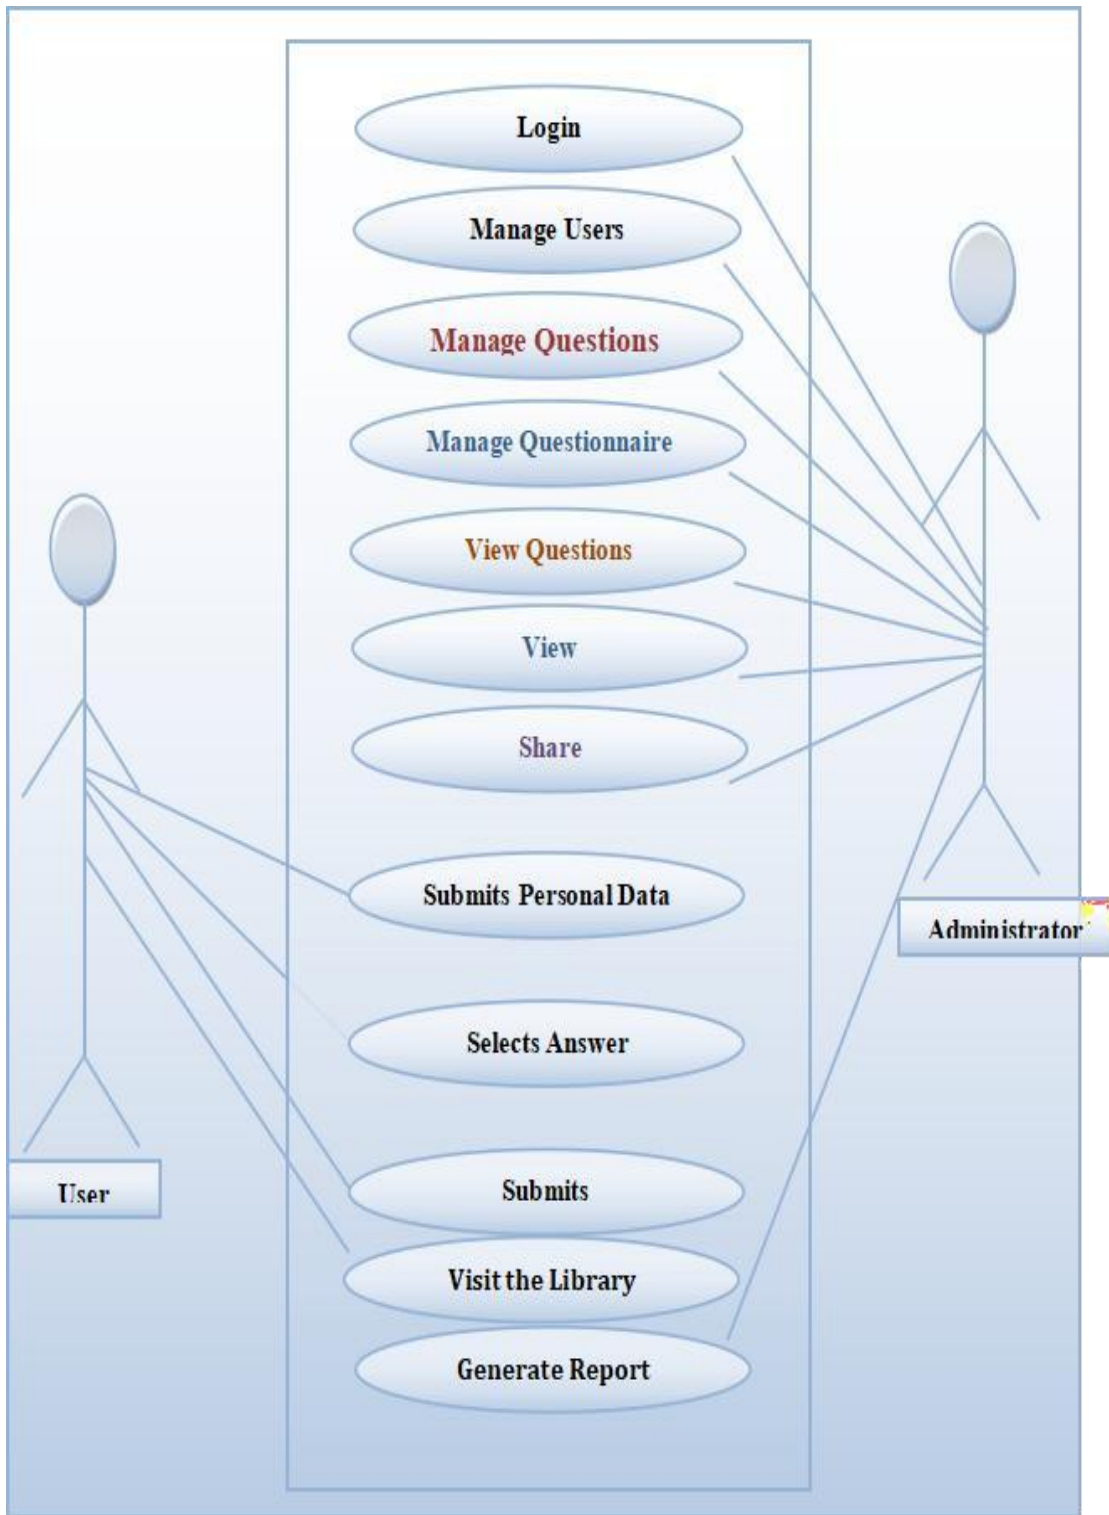 Login
Manage Users
Manage Questions
Manage Questionnaire
View Questions
View
Share
Submits Personal Data
Administrator
Selects Answer
User
Submits
Visit the Library
Generate Report